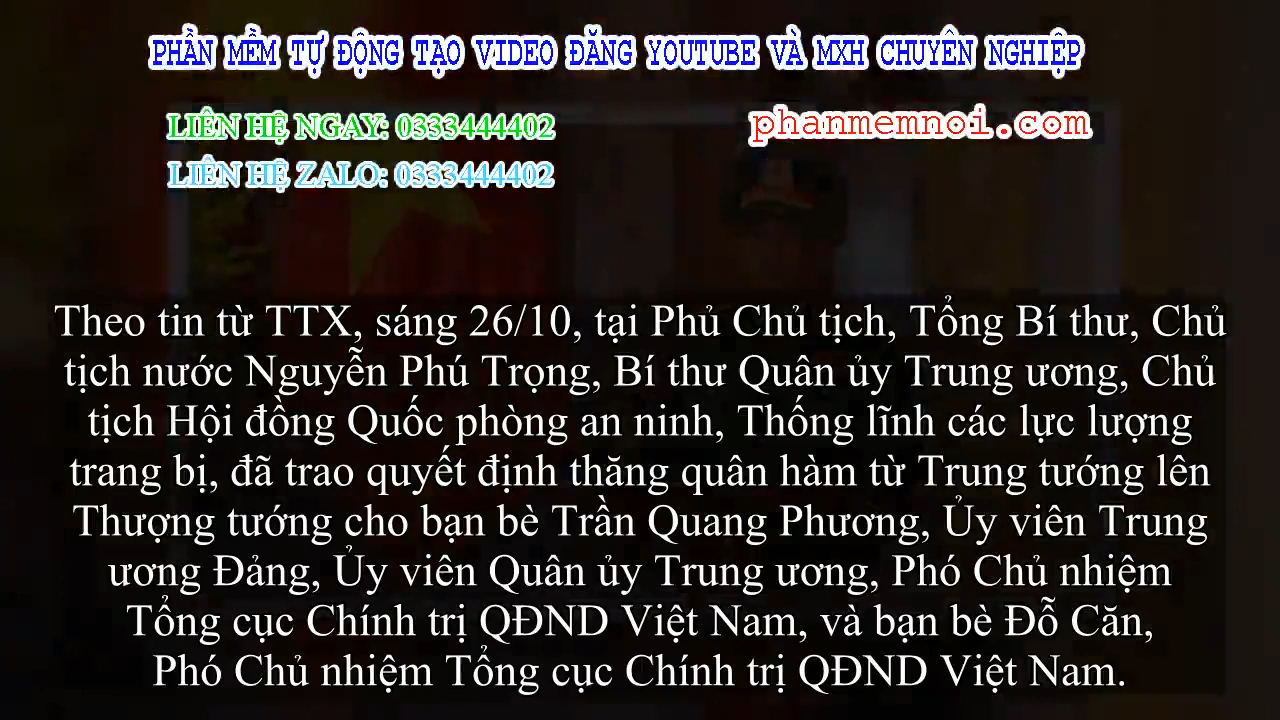 PHẦN MỀM TỰ ĐỘNG TẠO VIDEO ĐĂNG YOUTUBE VÀ MXH CHUYÊN NGHIỆP
LIÊN HỆ NGAY: 0333444402
phanmemnoi.com
LIÊN HỆ ZALO: 0333444402
Theo tin từ TTX, sáng 26/10, tại Phủ Chủ tịch, Tổng Bí thư, Chủ
tịch nước Nguyễn Phú Trọng, Bí thư Quân ủy Trung ương, Chủ
tịch Hội đồng Quốc phòng an ninh, Thống lĩnh các lực lượng
trang bị, đã trao quyết định thăng quân hàm từ Trung tướng lên
Thượng tướng cho bạn bè Trần Quang Phương, Ủy viên Trung
ương Đảng, Ủy viên Quân ủy Trung ương, Phó Chủ nhiệm
Tổng cục Chính trị QĐND Việt Nam, và bạn bè Đỗ Căn,
Phó Chủ nhiệm Tổng cục Chính trị QĐND Việt Nam.